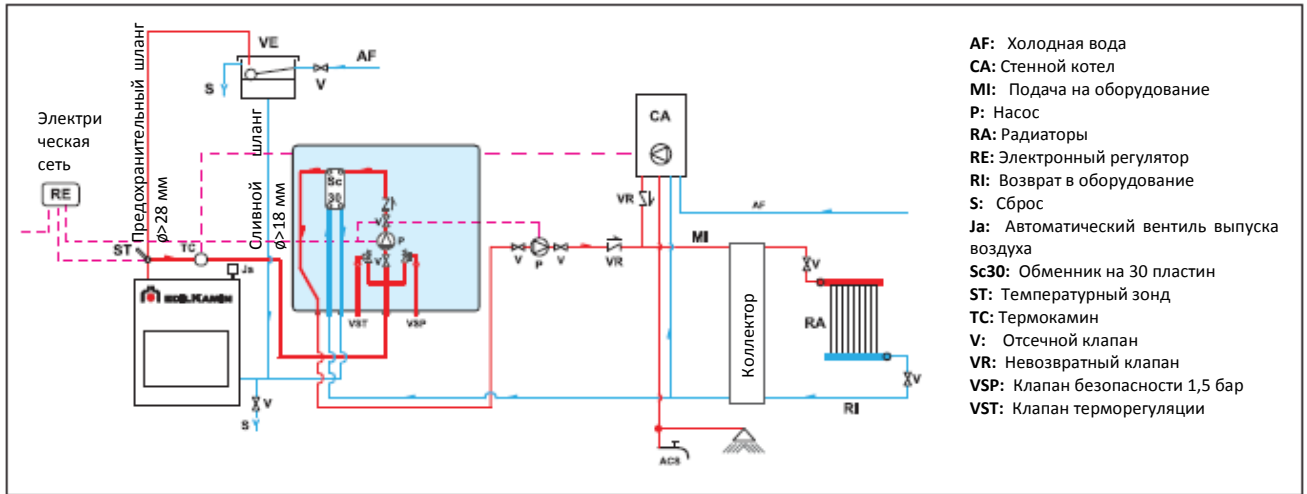 VE
AF
S
V
Предохранительный шланг
ø>28 мм
Сливной шланг
ø>18 мм
Электри
ческая
сеть
RE
ST
TC
Ja
Sc
30
V
P
V
VST
VSP
CA
VR
AF
MI
V
P
V
VR
Коллектор
V
RA
V
RI
V
S
ACS
AF: Холодная вода
CA: Стенной котел
MI: Подача на оборудование
P: Насос
RA: Радиаторы
RE: Электронный регулятор
RI: Возврат в оборудование
S: Сброс
Ja: Автоматический вентиль выпуска
воздуха
Sc30: Обменник на 30 пластин
ST: Температурный зонд
TC: Термокамин
V: Отсечной клапан
VR: Невозвратный клапан
VSP: Клапан безопасности 1,5 бар
VST: Клапан терморегуляции